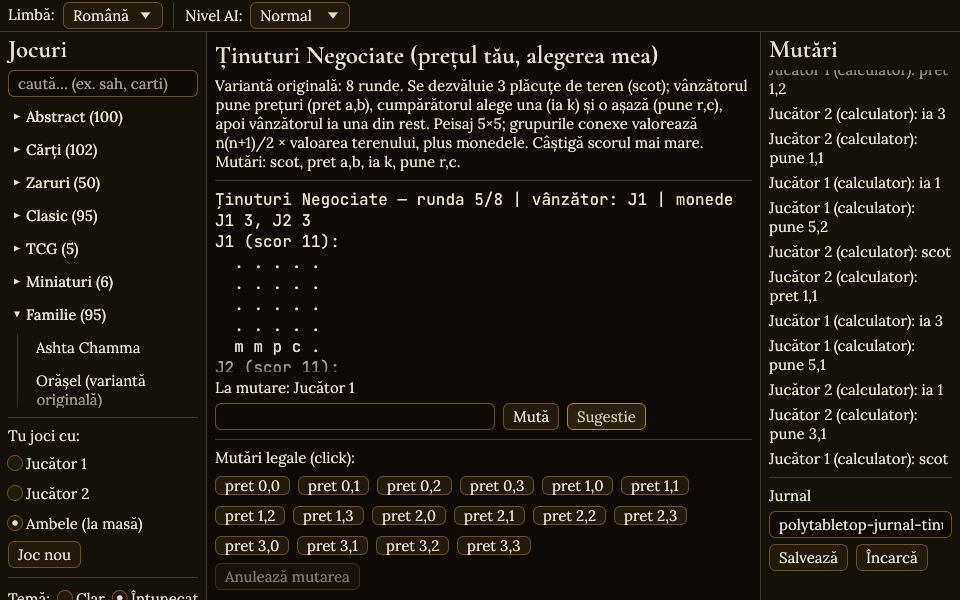 Limbă: Română ▼ Nivel AI: Normal ▼
Jocuri
caută... (ex. sah, carti)
▸ Abstract (100)
▸ Cărți (102)
▸ Zaruri (50)
▸ Clasic (95)
▸ TCG (5)
▸ Miniaturi (6)
▾ Familie (95)
Ashta Chamma
Orășel (variantă
originală)
Tu joci cu:
Jucător 1
Jucător 2
Ambele (la masă)
Joc nou
Temă: Clar Întunecat
Ținuturi Negociate (prețul tău, alegerea mea)
Variantă originală: 8 runde. Se dezvăluie 3 plăcuțe de teren (scot); vânzătorul
pune prețuri (pret a,b), cumpărătorul alege una (ia k) și o așază (pune r,c),
apoi vânzătorul ia una din rest. Peisaj 5×5; grupurile conexe valorează
n(n+1)/2 × valoarea terenului, plus monedele. Câștigă scorul mai mare.
Mutări: scot, pret a,b, ia k, pune r,c.
Ținuturi Negociate — runda 5/8 | vânzător: J1 | monede
J1 3, J2 3
J1 (scor 11):
. . . . .
. . . . .
. . . . .
. . . . .
m m p c .
J2 (scor 11):
La mutare: Jucător 1
Mută Sugestie
Mutări legale (click):
pret 0,0 pret 0,1 pret 0,2 pret 0,3 pret 1,0 pret 1,1
pret 1,2 pret 1,3 pret 2,0 pret 2,1 pret 2,2 pret 2,3
pret 3,0 pret 3,1 pret 3,2 pret 3,3
Anulează mutarea
Mutări
Jucător 1 (calculator): pret
1,2
Jucător 2 (calculator): ia 3
Jucător 2 (calculator):
pune 1,1
Jucător 1 (calculator): ia 1
Jucător 1 (calculator):
pune 5,2
Jucător 2 (calculator): scot
Jucător 2 (calculator):
pret 1,1
Jucător 1 (calculator): ia 3
Jucător 1 (calculator):
pune 5,1
Jucător 2 (calculator): ia 1
Jucător 2 (calculator):
pune 3,1
Jucător 1 (calculator): scot
Jurnal
polytabletop-jurnal-tinu
Salvează Încarcă